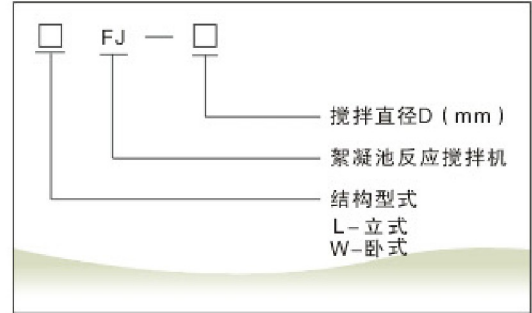 □ FJ — □
搅拌直径D（mm）
絮凝池反应搅拌机
结构型式
L-立式
W-卧式